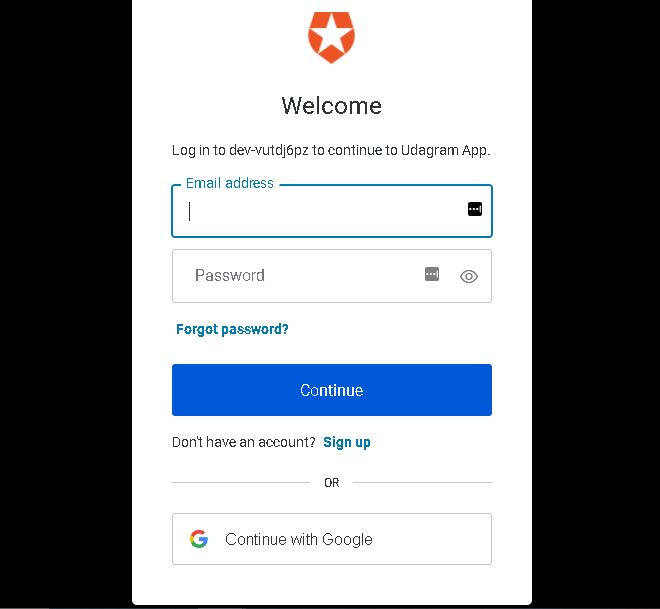 Welcome
Log in to dev-vutdj6pz to continue to Udagram App.
Email address
Password
Forgot password?
Continue
Don't have an account? Sign up
OR
Continue with Google